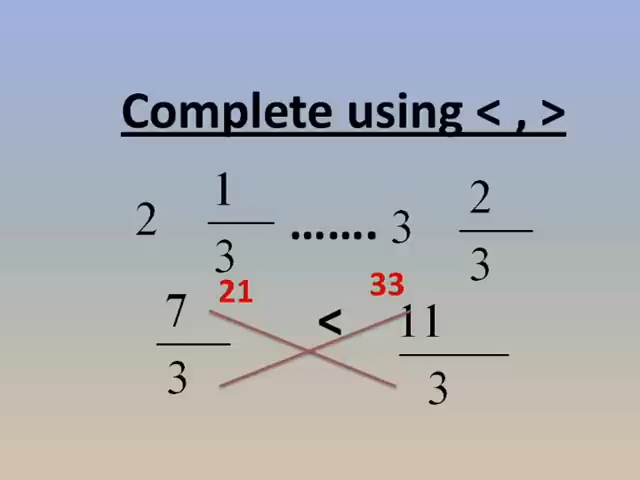 Complete using < , >
2 1/3 ....... 3 2/3
21 33
7/3 < 11/3